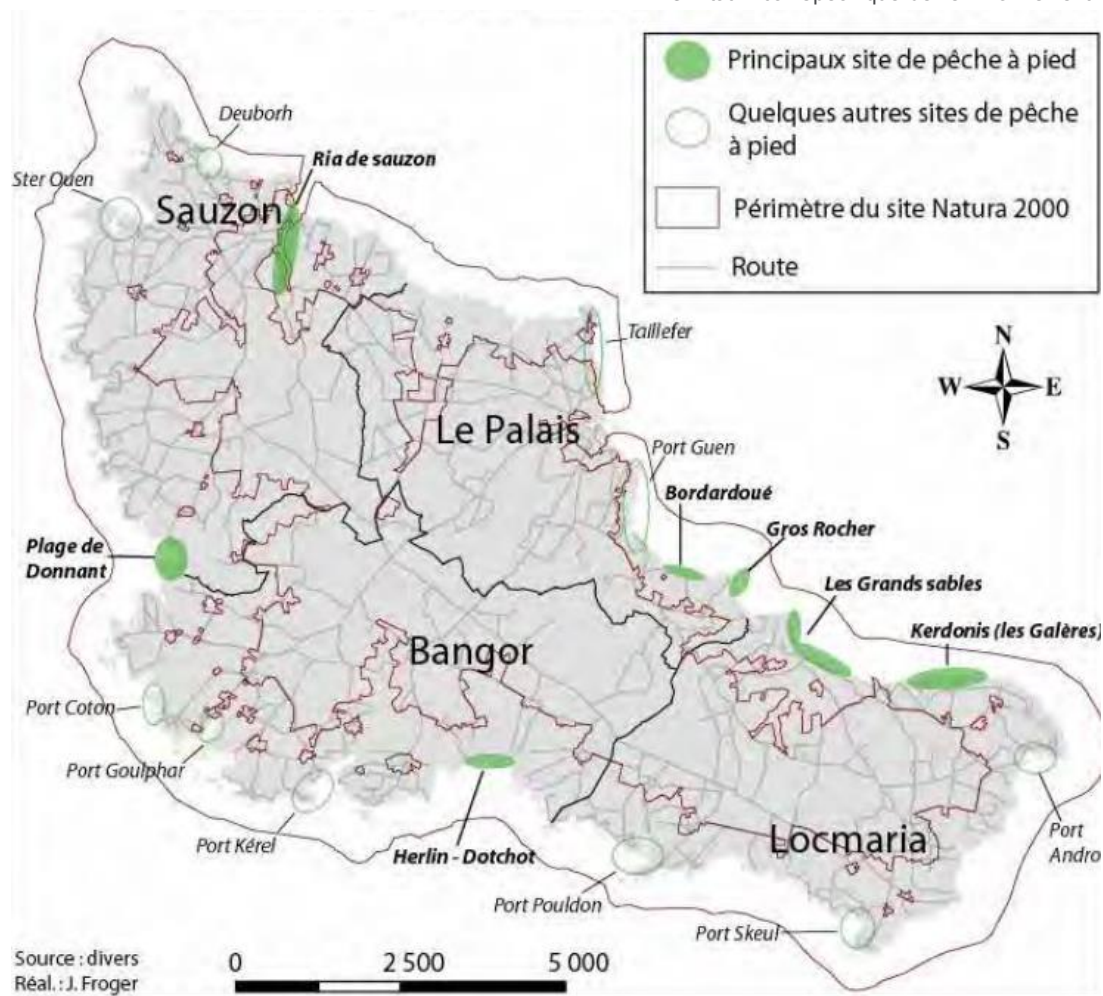 Principaux site de pêche à pied
Quelques autres sites de pêche
à pied
Périmètre du site Natura 2000
Route
Deuborh
Ria de sauzon
Ster Ouen
Sauzon
Taillefer
N
W
E
S
Le Palais
Port Guen
Bordardoué
Gros Rocher
Plage de
Donnant
Les Grands sables
Kerdonis (les Galères)
Bangor
Port Coton
Port Goulphar
Port Kérel
Herlin - Dotchot
Locmaria
Port
Andro
Port Pouldon
Port Skeul
Source : divers
Réal. : J. Froger
0
2 500
5 000